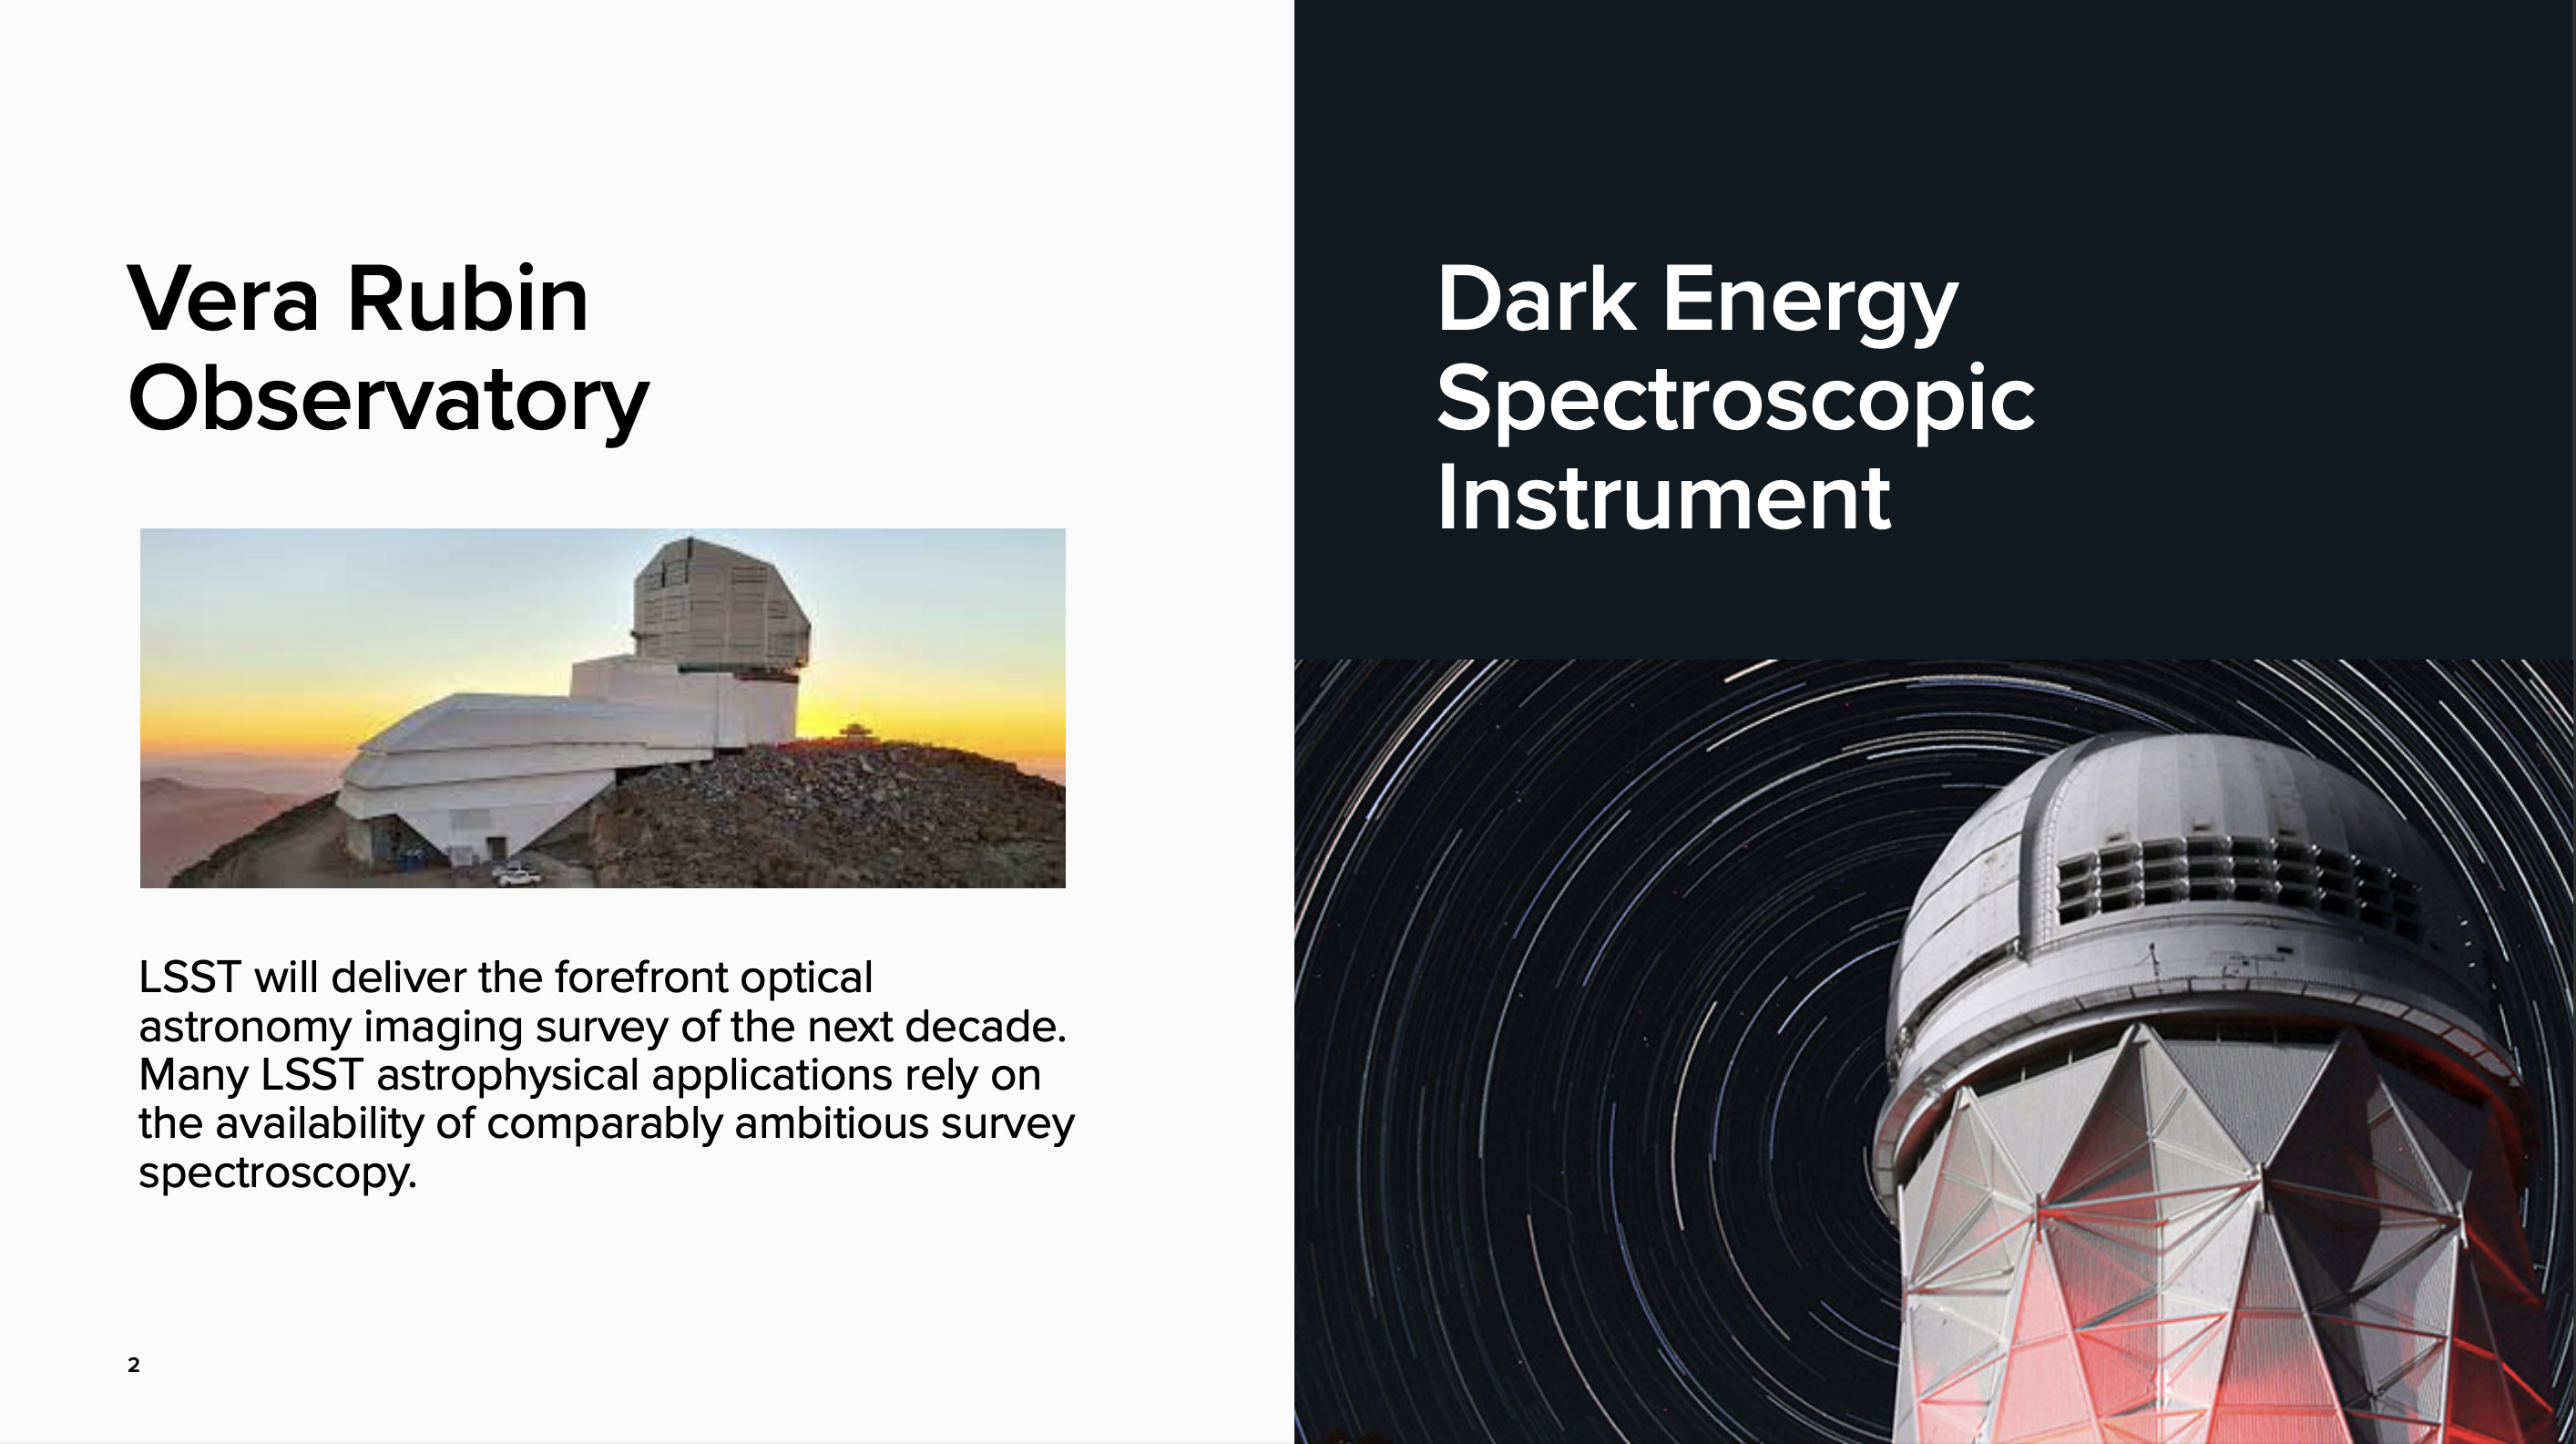 Vera Rubin
Observatory
LSST will deliver the forefront optical
astronomy imaging survey of the next decade.
Many LSST astrophysical applications rely on
the availability of comparably ambitious survey
spectroscopy.
2
Dark Energy
Spectroscopic
Instrument